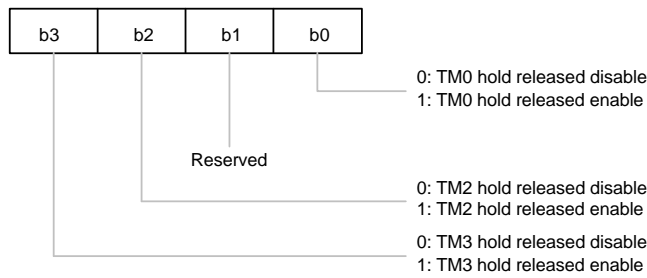 b3 b2 b1 b0
0: TM0 hold released disable
1: TM0 hold released enable
Reserved
0: TM2 hold released disable
1: TM2 hold released enable
0: TM3 hold released disable
1: TM3 hold released enable